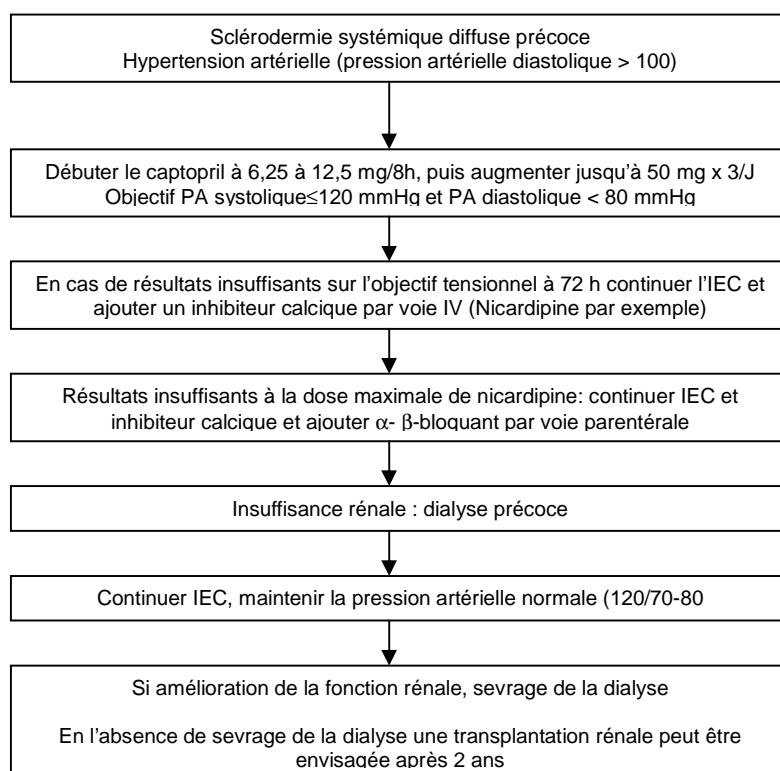 Sclérodermie systémique diffuse précoce
Hypertension artérielle (pression artérielle diastolique > 100)
Débuter le captopril à 6,25 à 12,5 mg/8h, puis augmenter jusqu’à 50 mg x 3/J
Objectif PA systolique≤120 mmHg et PA diastolique < 80 mmHg
En cas de résultats insuffisants sur l’objectif tensionnel à 72 h continuer l’IEC et
ajouter un inhibiteur calcique par voie IV (Nicardipine par exemple)
Résultats insuffisants à la dose maximale de nicardipine: continuer IEC et
inhibiteur calcique et ajouter α- β-bloquant par voie parentérale
Insuffisance rénale : dialyse précoce
Continuer IEC, maintenir la pression artérielle normale (120/70-80
Si amélioration de la fonction rénale, sevrage de la dialyse
En l’absence de sevrage de la dialyse une transplantation rénale peut être
envisagée après 2 ans